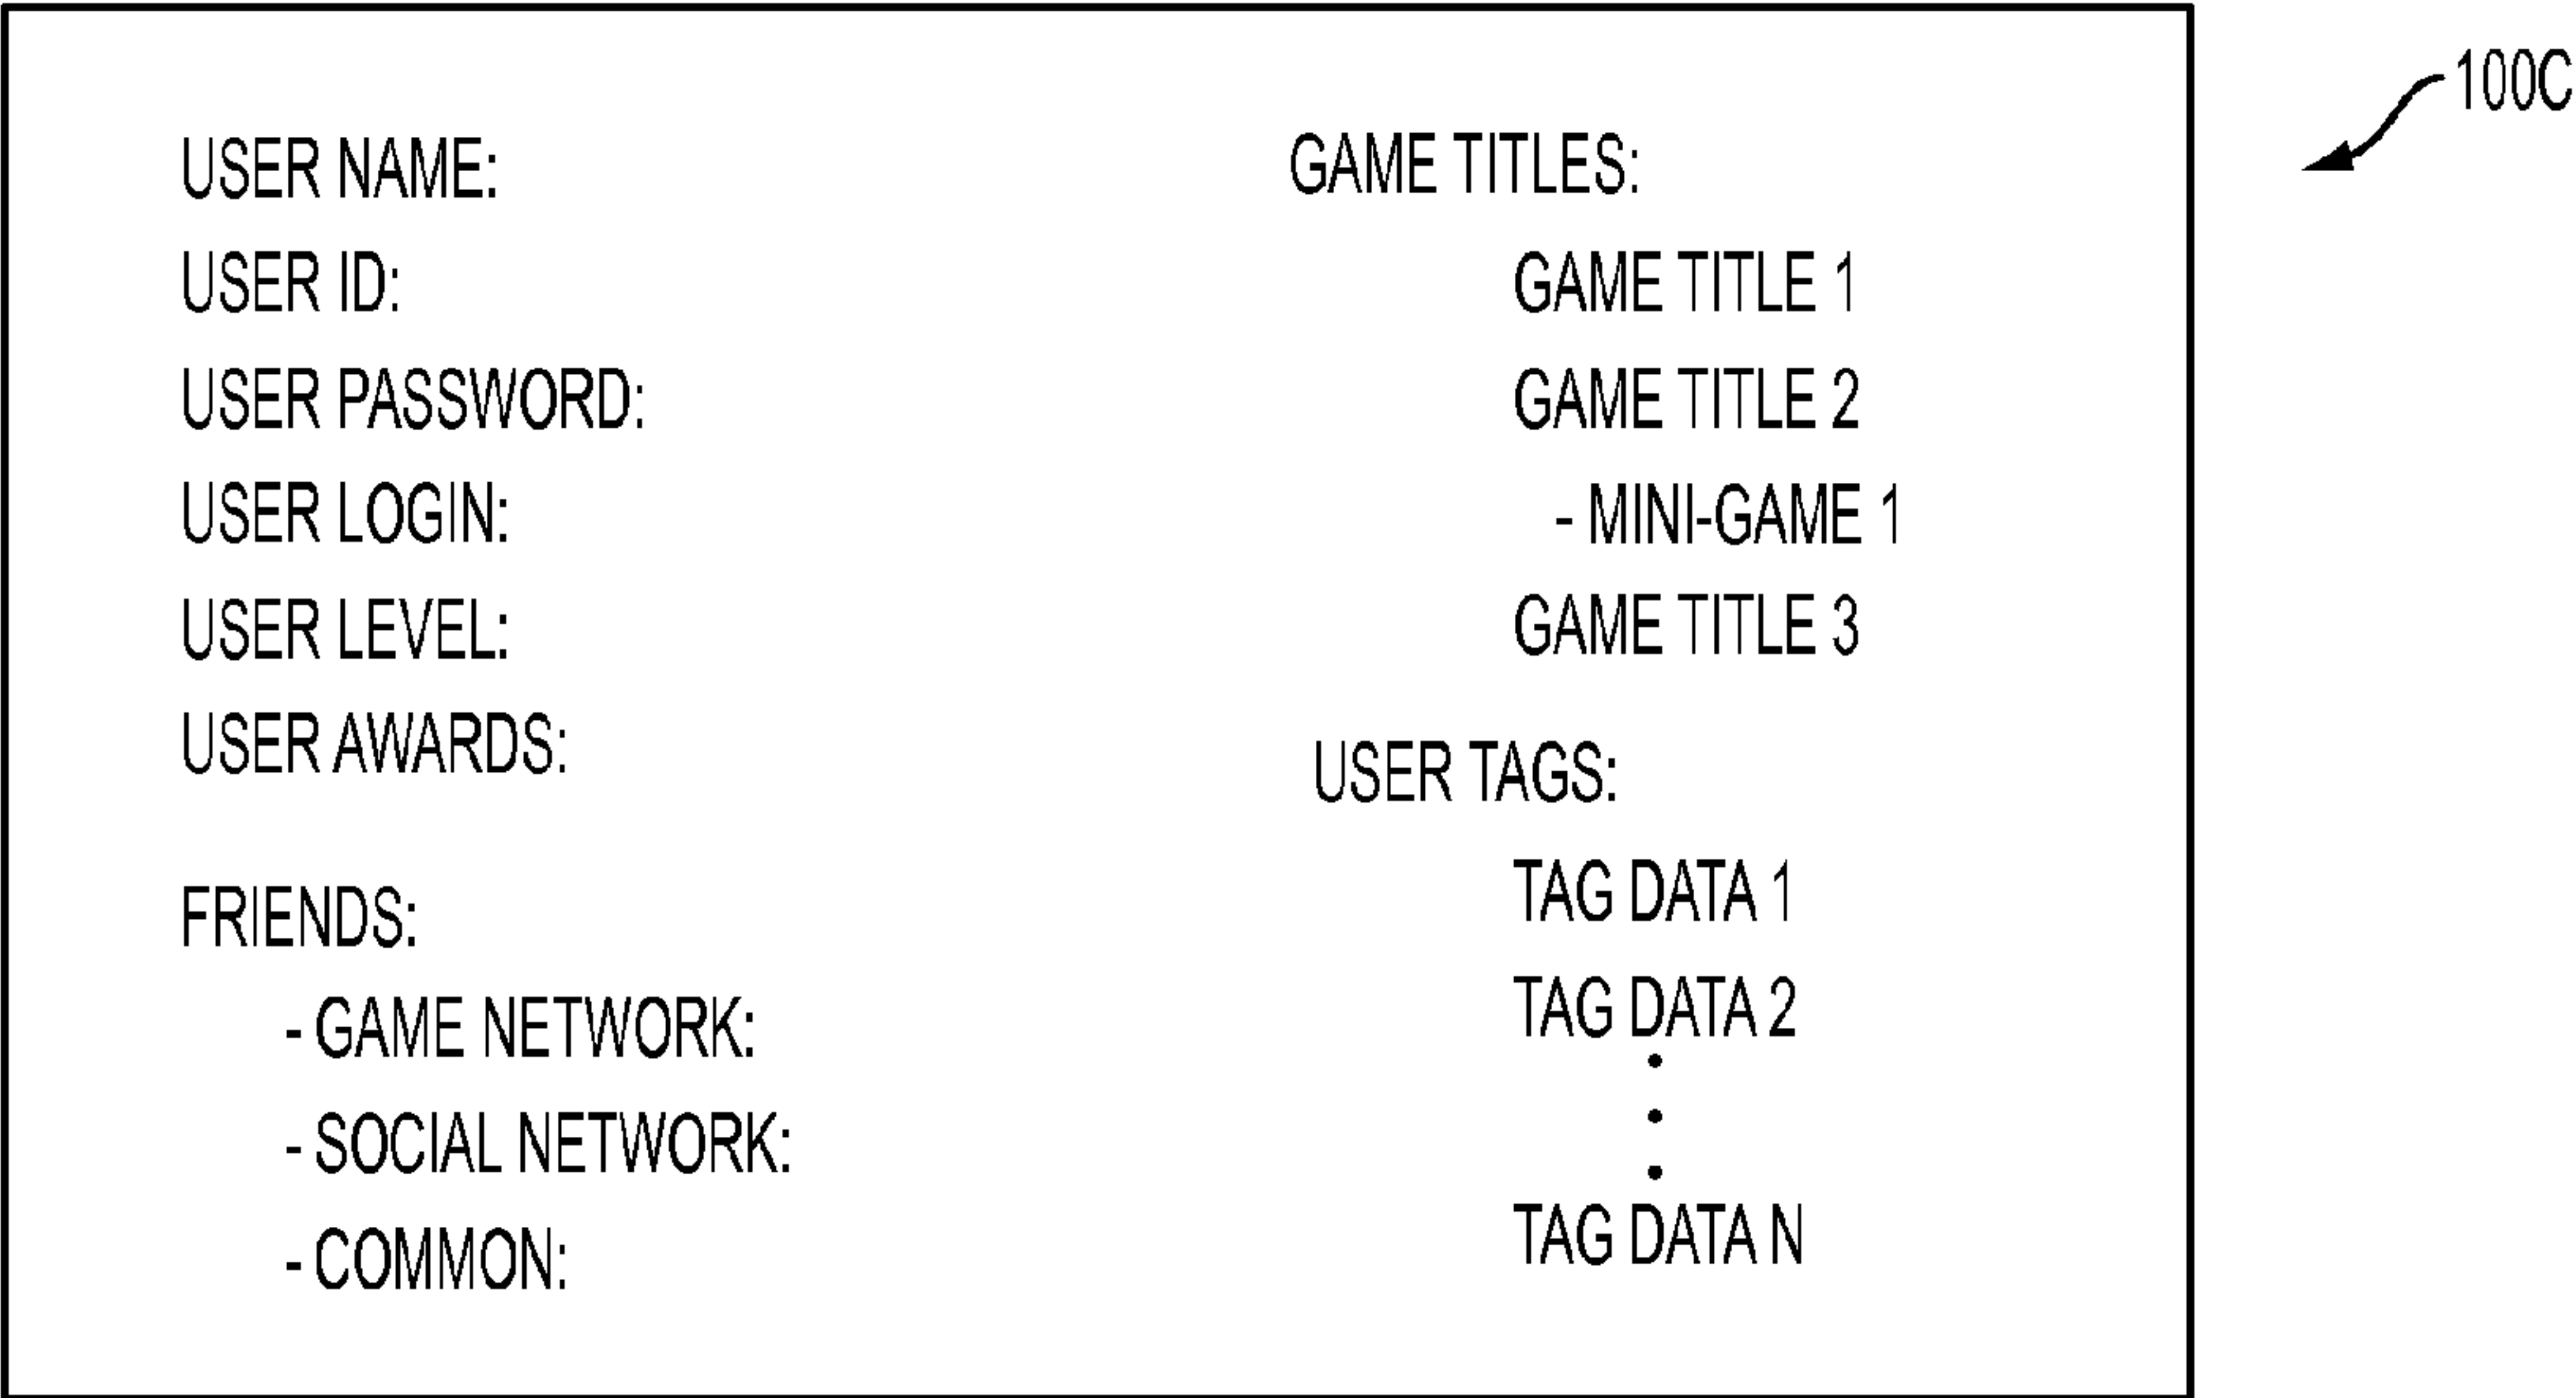 USER NAME:
USER ID:
USER PASSWORD:
USER LOGIN:
USER LEVEL:
USER AWARDS:
FRIENDS:
- GAME NETWORK:
- SOCIAL NETWORK:
- COMMON:
GAME TITLES:
GAME TITLE 1
GAME TITLE 2
- MINI-GAME 1
GAME TITLE 3
USER TAGS:
TAG DATA 1
TAG DATA 2
TAG DATA N
100C